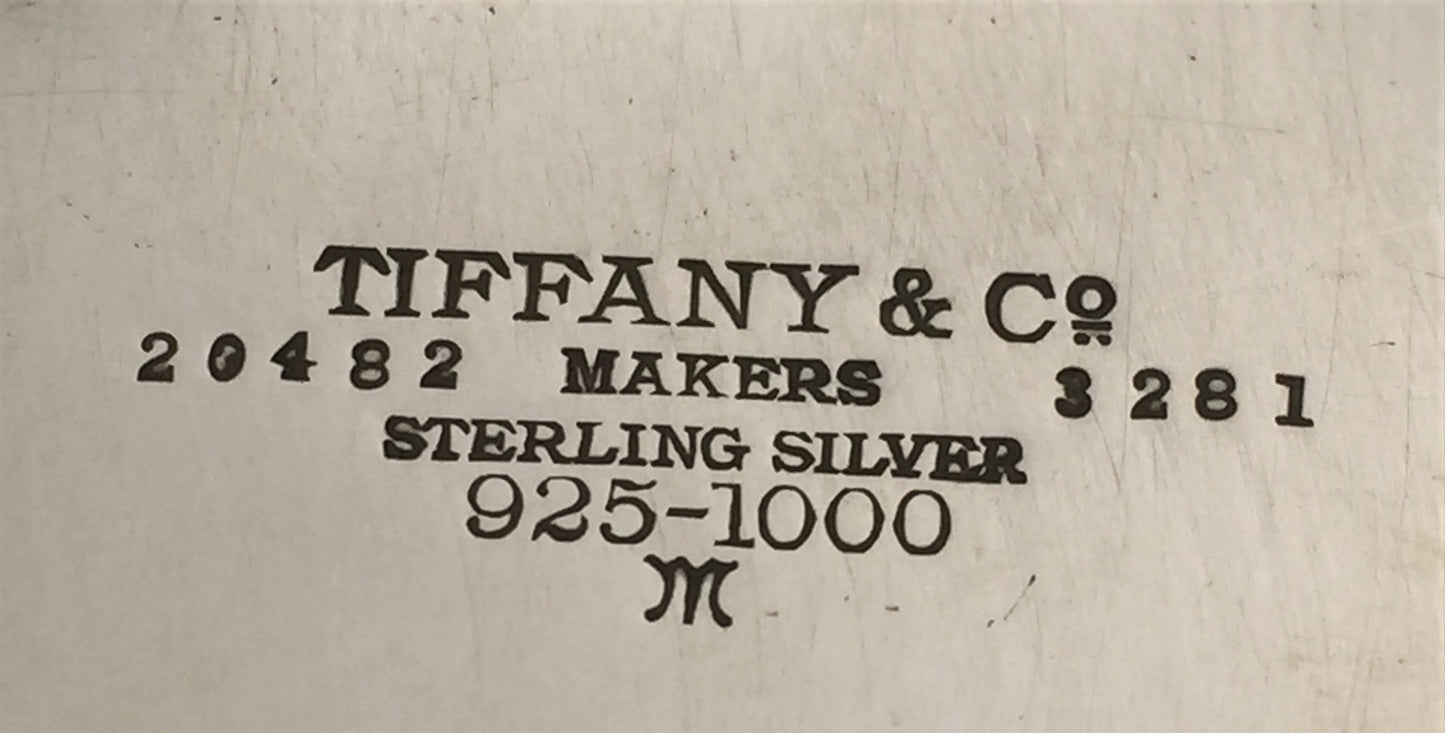 TIFFANY & Cº
20482 MAKERS 3281
STERLING SILVER
925-1000
M